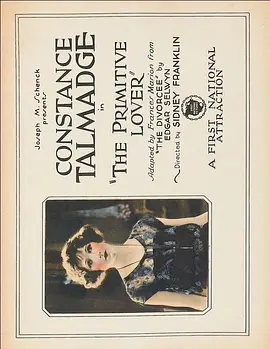 Joseph M. Schenck
presents
CONSTANCE
TALMADGE
in
"THE PRIMITIVE
LOVER"
Adapted by Frances Marion from
"THE DIVORCEE" by
EDGAR SELWYN
Directed by SIDNEY FRANKLIN
A FIRST NATIONAL
ATTRACTION